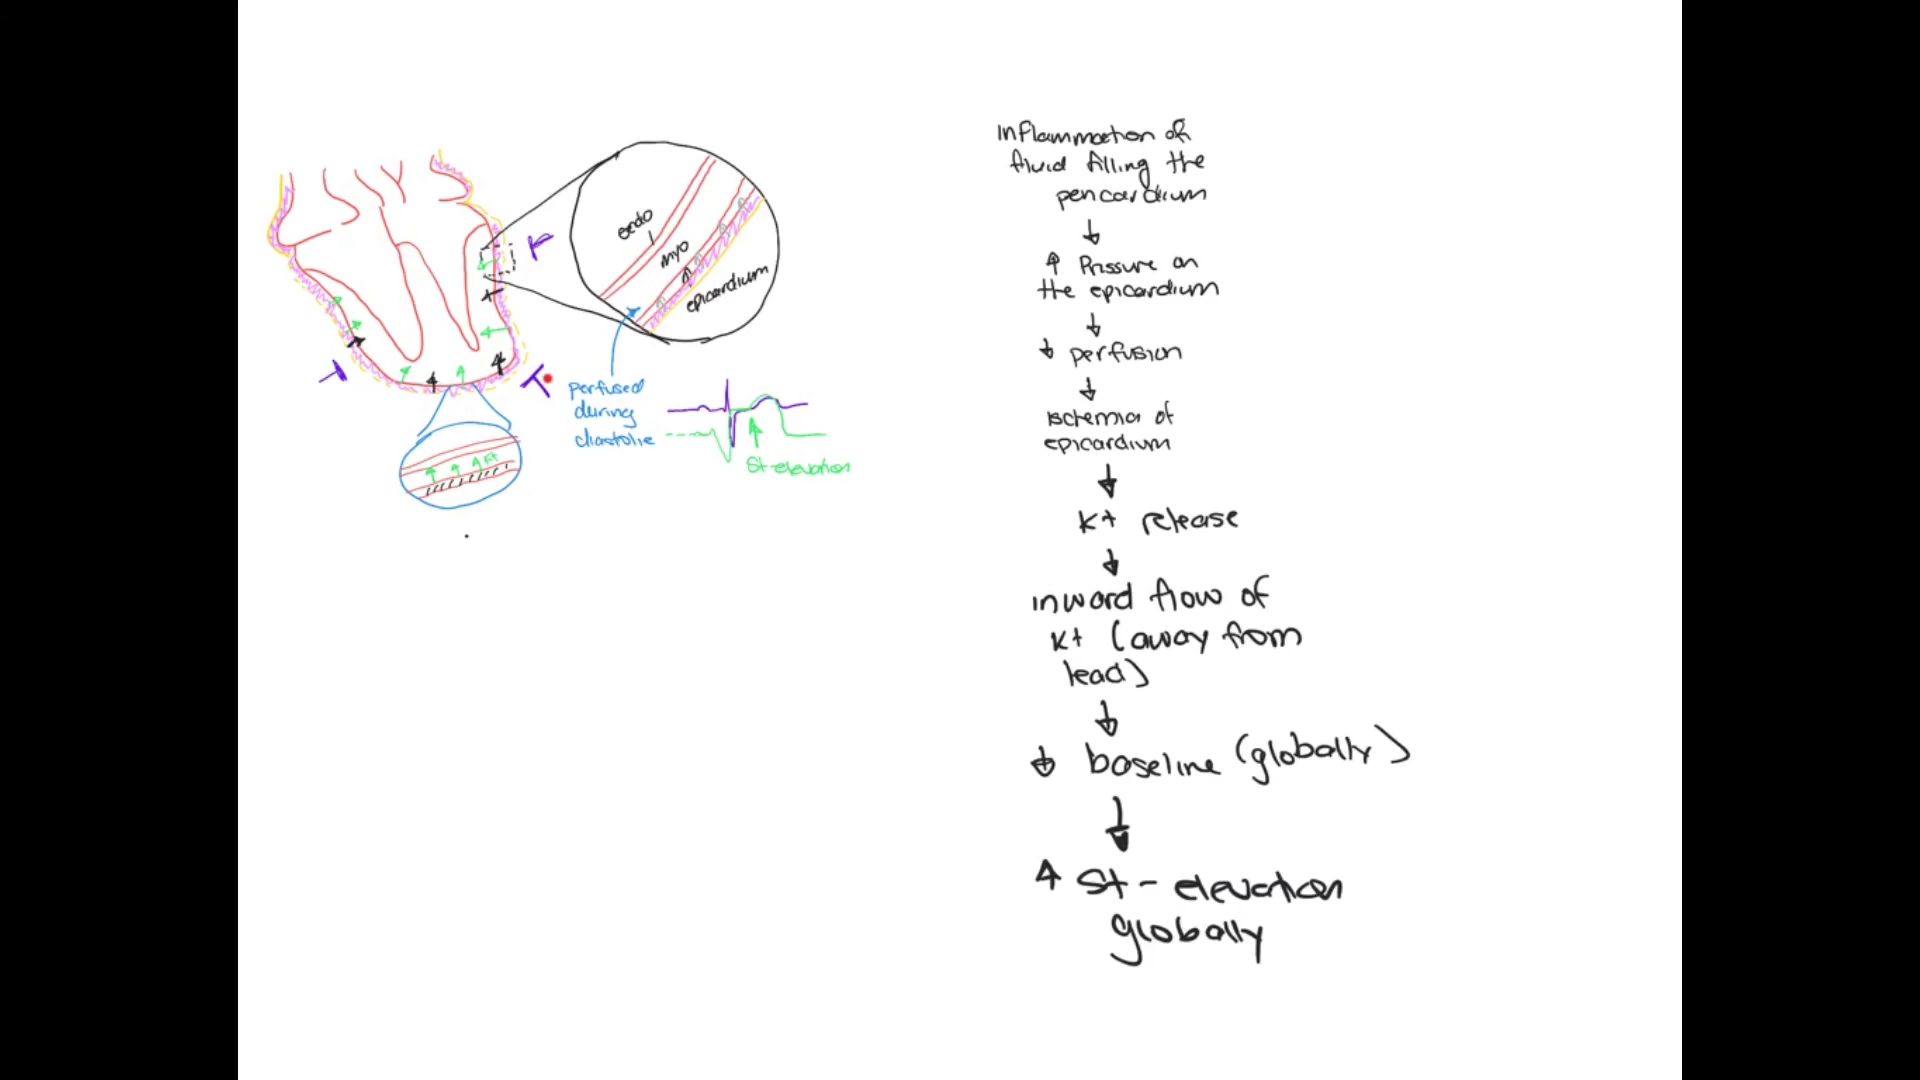 endo
myo
epicardium
perfused
during
diastolie
K+
St-elevation
Inflammation of
fluid filling the
pericardium
↓
↑ Pressure on
the epicardium
↓
↓ perfusion
↓
ischemia of
epicardium
↓
K+ release
↓
inward flow of
K+ (away from
lead)
↓
↓ baseline (globally)
↓
↑ St- elevation
globally